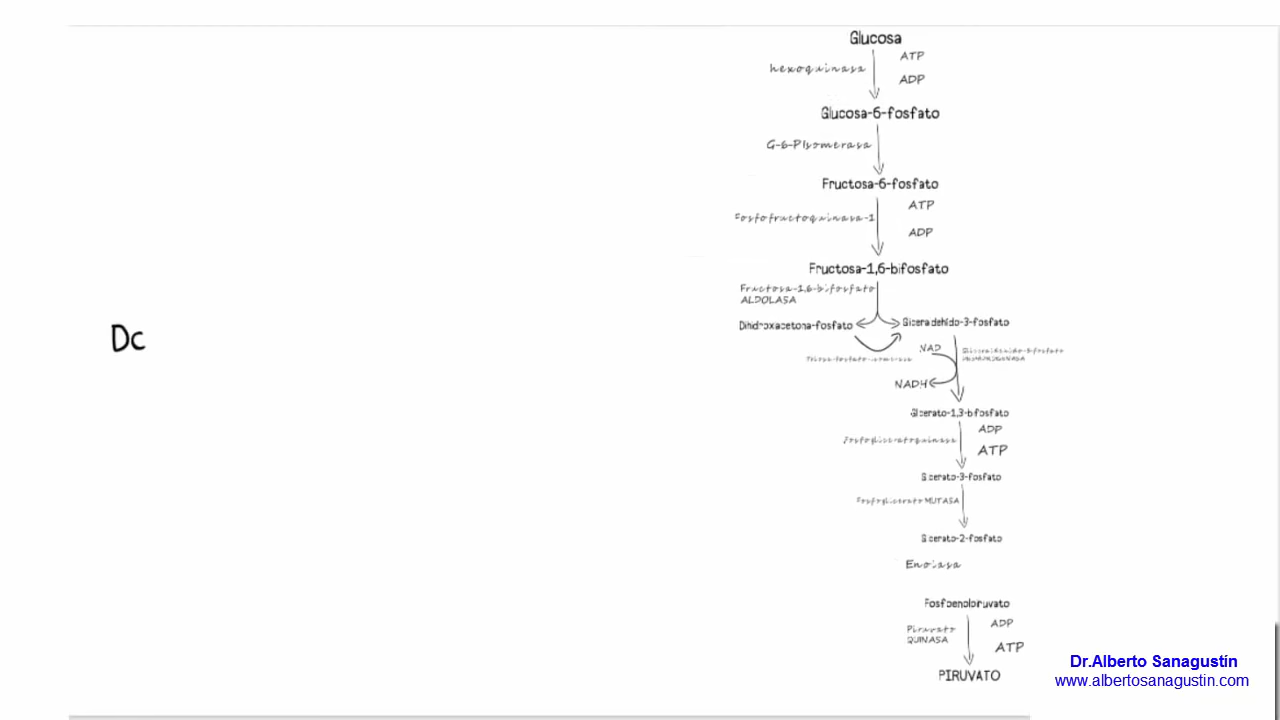 Glucosa
ATP
hexoquinasa
ADP
Glucosa-6-fosfato
G-6-PIsomerasa
Fructosa-6-fosfato
ATP
Fosfofructoquinasa-1
ADP
Fructosa-1,6-bifosfato
Fructosa-1,6-bifosfato
ALDOLASA
Dihidroxacetona-fosfato
Gliceraldehido-3-fosfato
NAD
NADH
Dc
Glicerato-1,3-bifosfato
ADP
Fosfogliceratoquinasa
ATP
Glicerato-3-fosfato
Fosfoglicerato MUTASA
Glicerato-2-fosfato
Enolasa
Fosfoenolpiruvato
ADP
Piruvato
QUINASA
ATP
PIRUVATO
Dr.Alberto Sanagustín
www.albertosanagustin.com